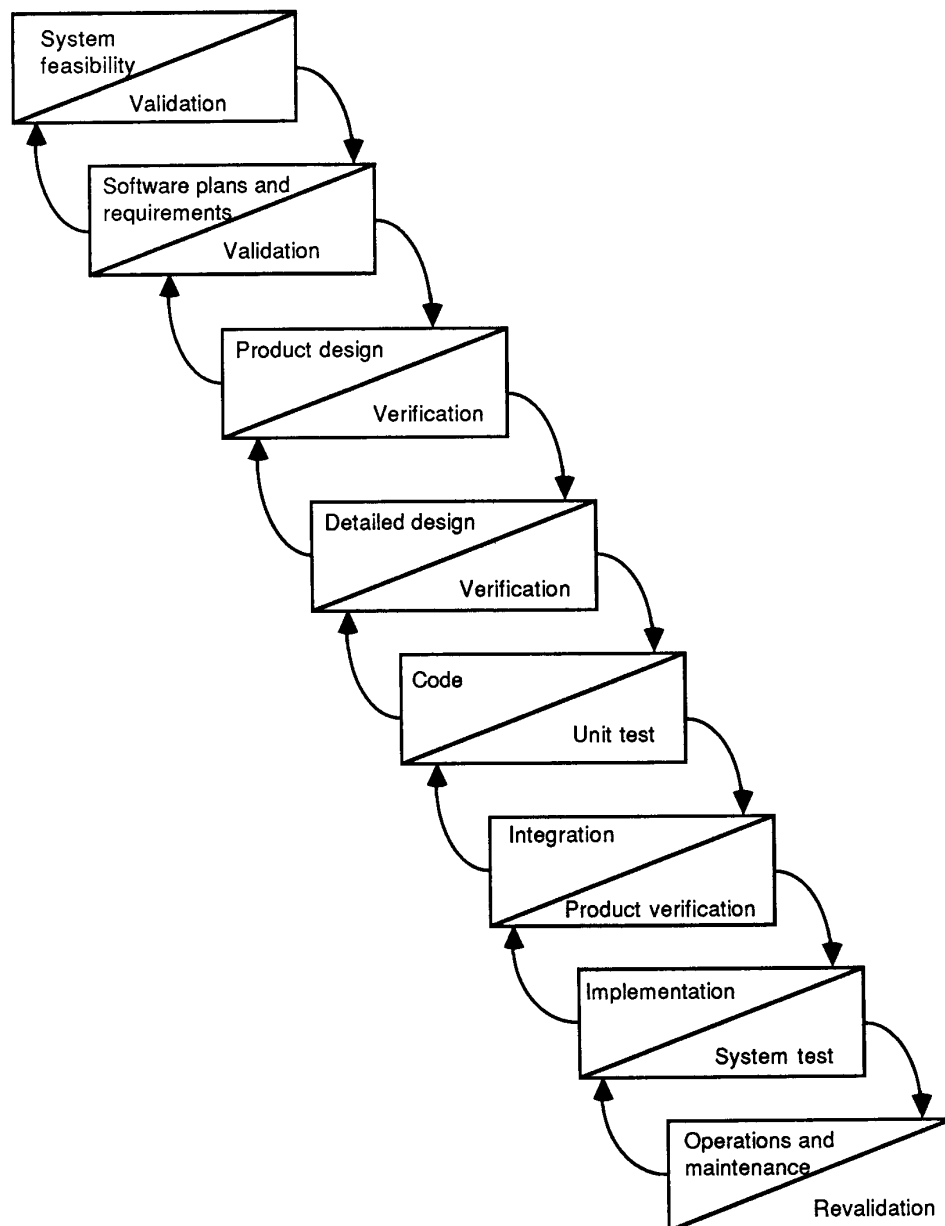 System
feasibility
Validation
Software plans and
requirements
Validation
Product design
Verification
Detailed design
Verification
Code
Unit test
Integration
Product verification
Implementation
System test
Operations and
maintenance
Revalidation